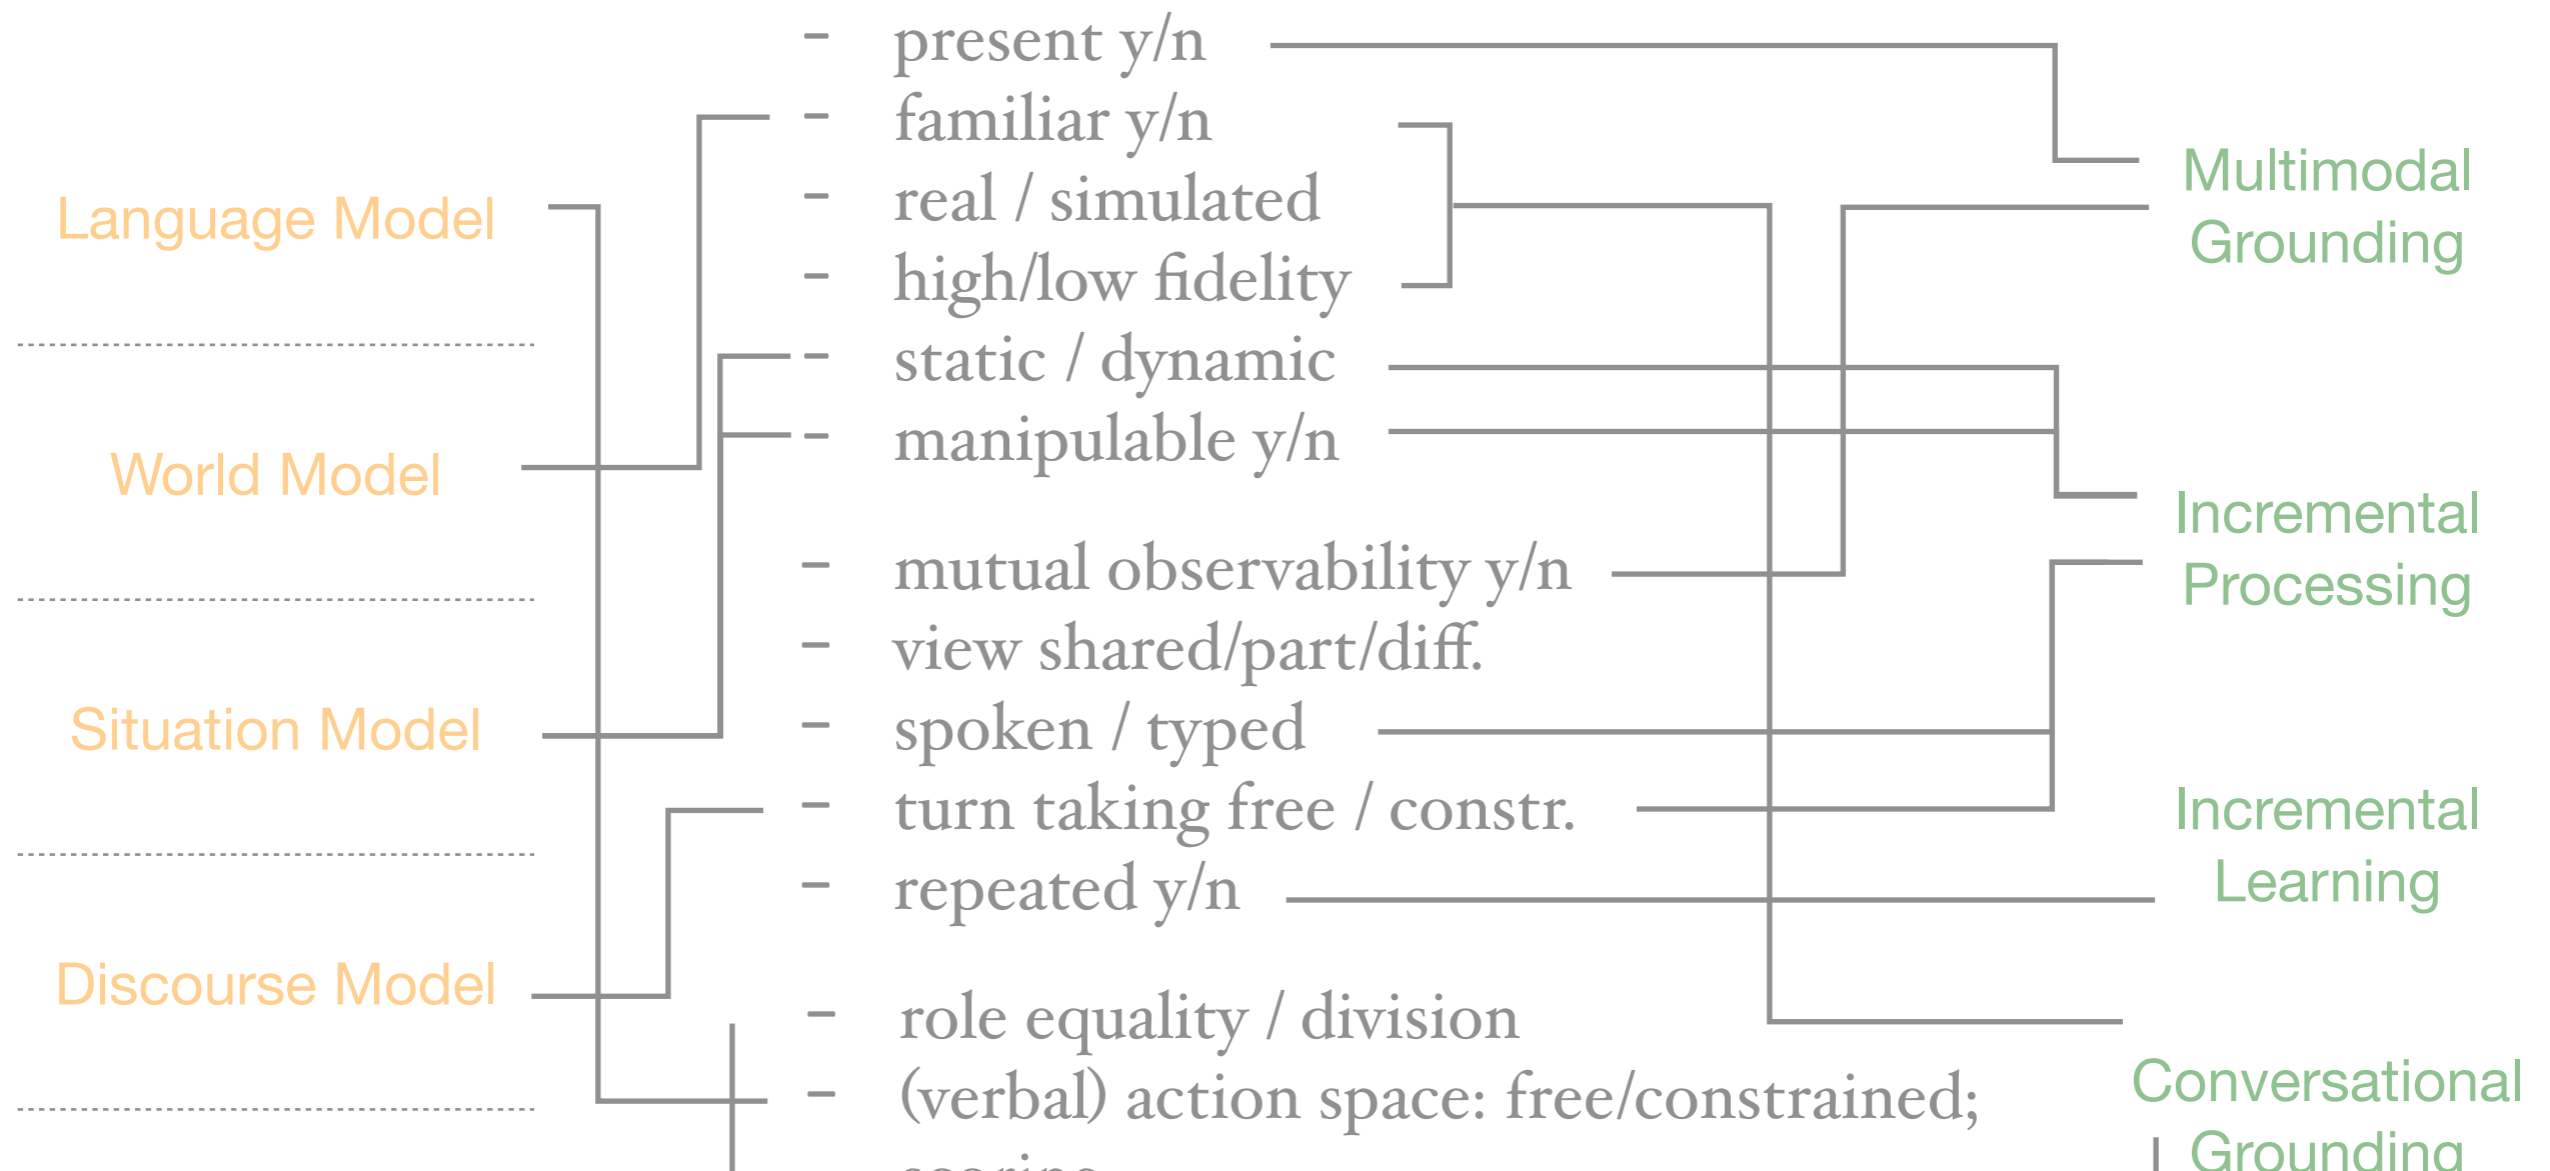 Language Model
World Model
Situation Model
Discourse Model
- present y/n
- familiar y/n
- real / simulated
- high/low fidelity
- static / dynamic
- manipulable y/n
- mutual observability y/n
- view shared/part/diff.
- spoken / typed
- turn taking free / constr.
- repeated y/n
- role equality / division
- (verbal) action space: free/constrained;
Multimodal
Grounding
Incremental
Processing
Incremental
Learning
Conversational
Grounding